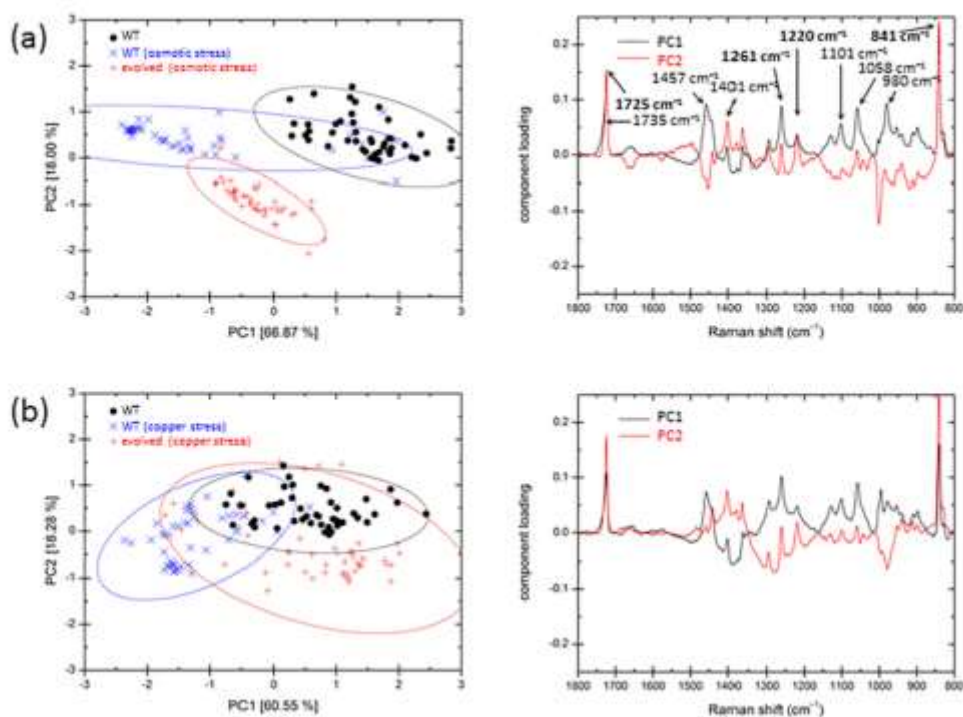 (a)
WT
WT (osmotic stress)
evolved (osmotic stress)
3
2
1
0
-1
-2
-3
PC2 [18.00 %]
-3 -2 -1 0 1 2 3
PC1 [66.87 %]
PC1
PC2
1725 cm⁻¹
1735 cm⁻¹
1457 cm⁻¹
1401 cm⁻¹
1261 cm⁻¹
1220 cm⁻¹
1101 cm⁻¹
1058 cm⁻¹
980 cm⁻¹
841 cm⁻¹
0.2
0.1
0.0
-0.1
-0.2
component loading
1800 1700 1600 1500 1400 1300 1200 1100 1000 900 800
Raman shift (cm⁻¹)
(b)
WT
WT (copper stress)
evolved (copper stress)
3
2
1
0
-1
-2
-3
PC2 [16.28 %]
-3 -2 -1 0 1 2 3
PC1 [60.55 %]
PC1
PC2
0.2
0.1
0.0
-0.1
-0.2
component loading
1800 1700 1600 1500 1400 1300 1200 1100 1000 900 800
Raman shift (cm⁻¹)